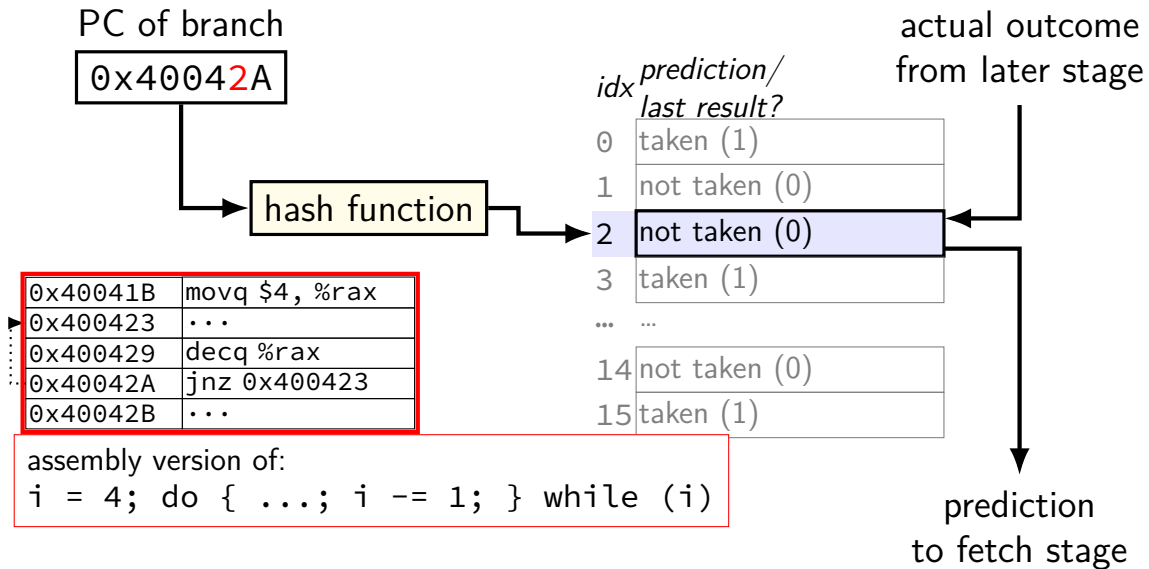 PC of branch
0x40042A
hash function
idx prediction/
last result?
0 taken (1)
1 not taken (0)
2 not taken (0)
3 taken (1)
... ...
14 not taken (0)
15 taken (1)
actual outcome
from later stage
prediction
to fetch stage
0x40041B movq $4, %rax
0x400423 ···
0x400429 decq %rax
0x40042A jnz 0x400423
0x40042B ···
assembly version of:
i = 4; do { ...; i -= 1; } while (i)